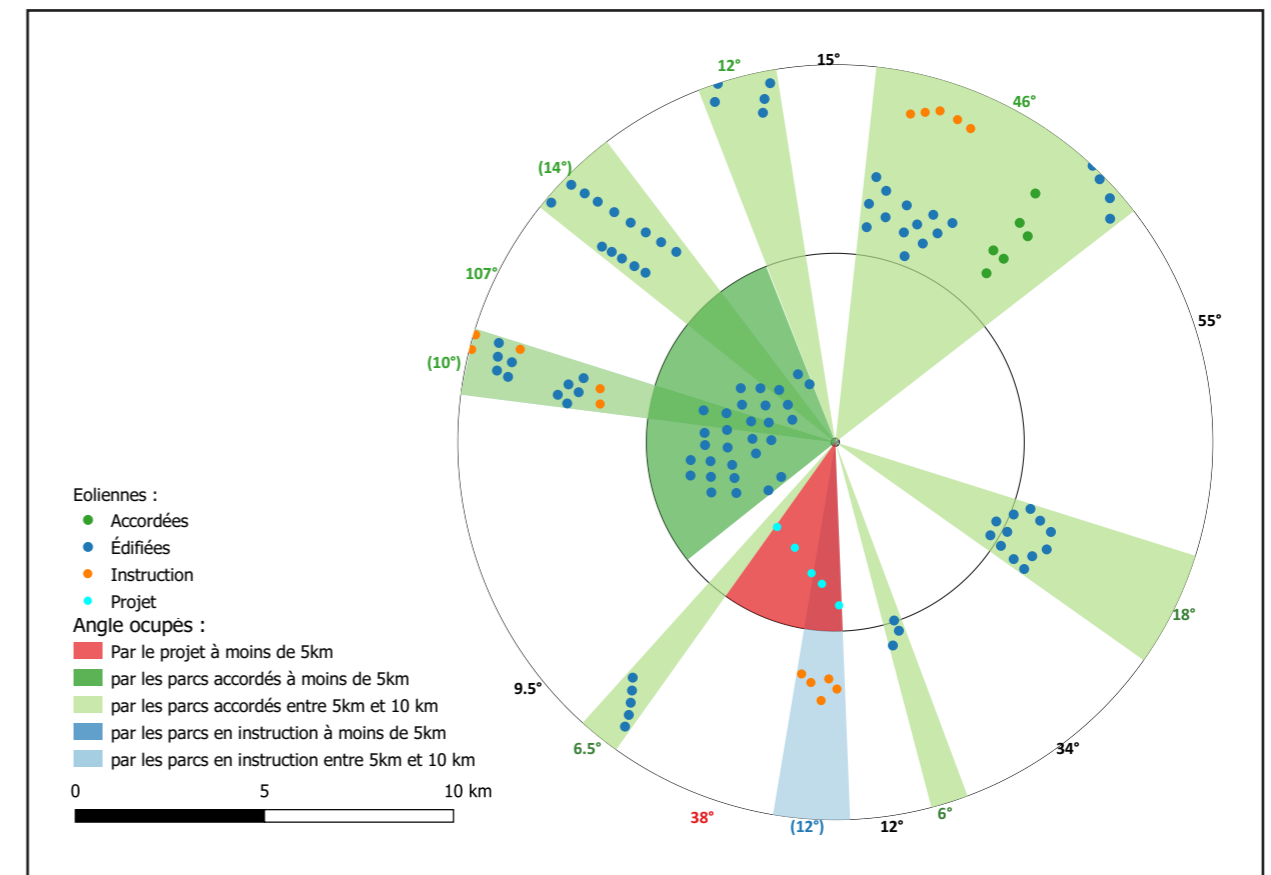 15°
12°
46°
(14°)
107°
55°
(10°)
Eoliennes :
Accordées
Édifiées
Instruction
Projet
Angle ocupés :
Par le projet à moins de 5km
par les parcs accordés à moins de 5km
par les parcs accordés entre 5km et 10 km
par les parcs en instruction à moins de 5km
par les parcs en instruction entre 5km et 10 km
0 5 10 km
18°
9.5°
6.5°
34°
38°
(12°)
12°
6°